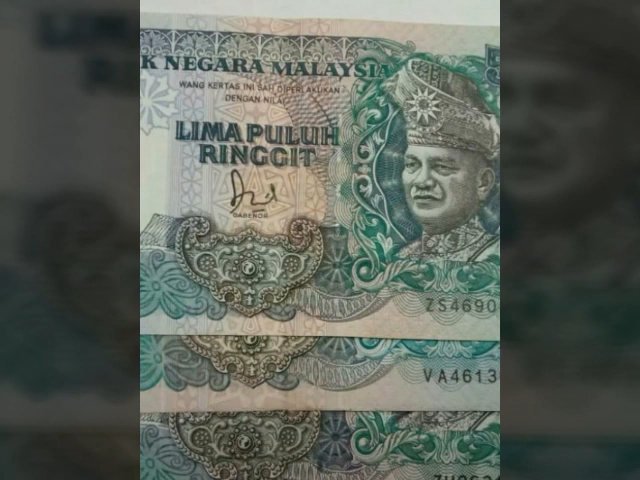 K NEGARA MALAYSIA
WANG KERTAS INI SAH DIPERLAKUKAN
DENGAN NILAI
LIMA PULUH
RINGGIT
GABENOR
ZS4690
VA4613